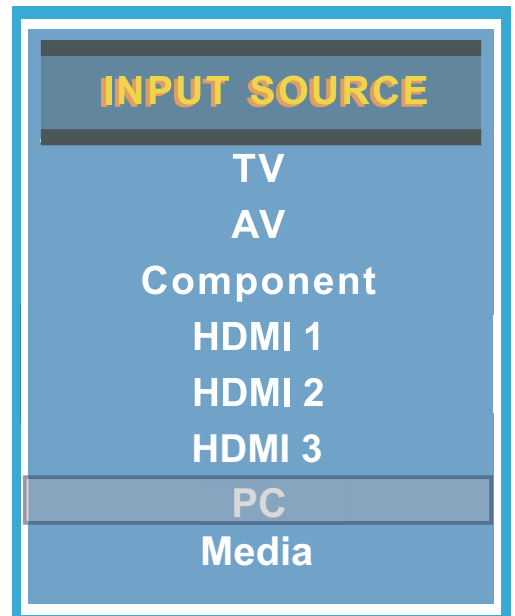 INPUT SOURCE
TV
AV
Component
HDMI 1
HDMI 2
HDMI 3
PC
Media